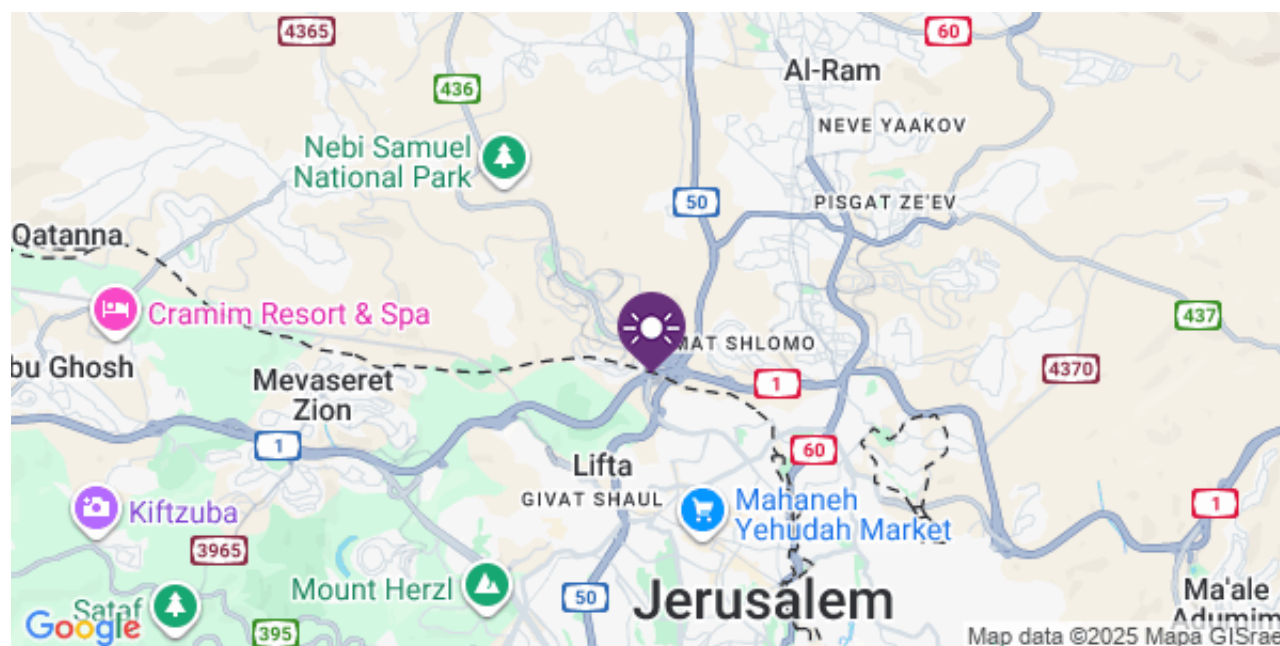 4365
60
Al-Ram
436
NEVE YAAKOV
Nebi Samuel
National Park
50
PISGAT ZE'EV
Qatanna
Cramim Resort & Spa
437
MAT SHLOMO
bu Ghosh
4370
Mevaseret
Zion
1
1
60
Lifta
GIVAT SHAUL
Mahaneh
Yehudah Market
1
Kiftzuba
3965
Mount Herzl
50
Jerusalem
Ma'ale
Adumim
Sataf
Google
395
Map data ©2025 Mapa GISrae